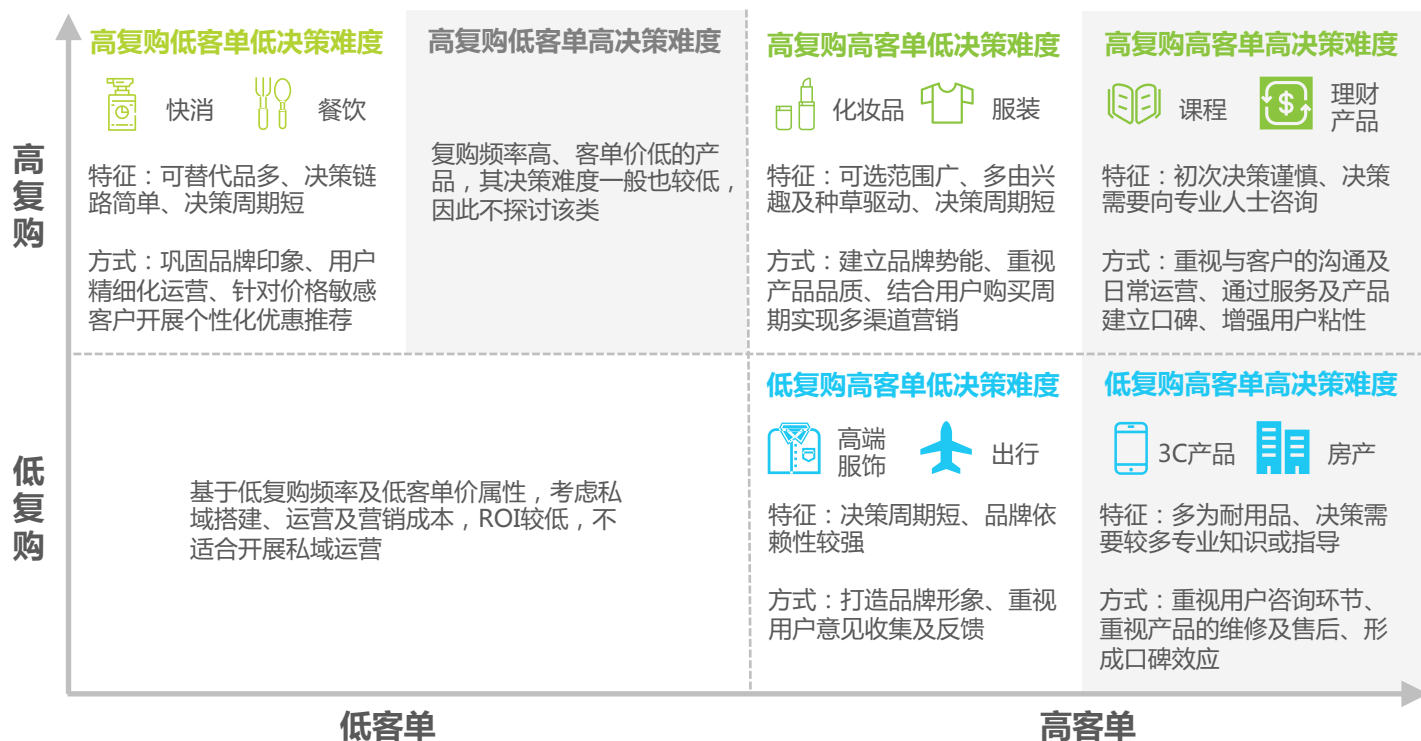 高复购
高复购低客单低决策难度
快消
餐饮
特征：可替代品多、决策链
路简单、决策周期短
方式：巩固品牌印象、用户
精细化运营、针对价格敏感
客户开展个性化优惠推荐
高复购低客单高决策难度
复购频率高、客单价低的产
品，其决策难度一般也较低，
因此不探讨该类
高复购高客单低决策难度
化妆品
服装
特征：可选范围广、多由兴
趣及种草驱动、决策周期短
方式：建立品牌势能、重视
产品品质、结合用户购买周
期实现多渠道营销
高复购高客单高决策难度
课程
$
理财
产品
特征：初次决策谨慎、决策
需要向专业人士咨询
方式：重视与客户的沟通及
日常运营、通过服务及产品
建立口碑、增强用户粘性
低复购
基于低复购频率及低客单价属性，考虑私
域搭建、运营及营销成本，ROI较低，不
适合开展私域运营
低复购高客单低决策难度
高端
服饰
出行
特征：决策周期短、品牌依
赖性较强
方式：打造品牌形象、重视
用户意见收集及反馈
低复购高客单高决策难度
3C产品
房产
特征：多为耐用品、决策需
要较多专业知识或指导
方式：重视用户咨询环节、
重视产品的维修及售后、形
成口碑效应
低客单
高客单